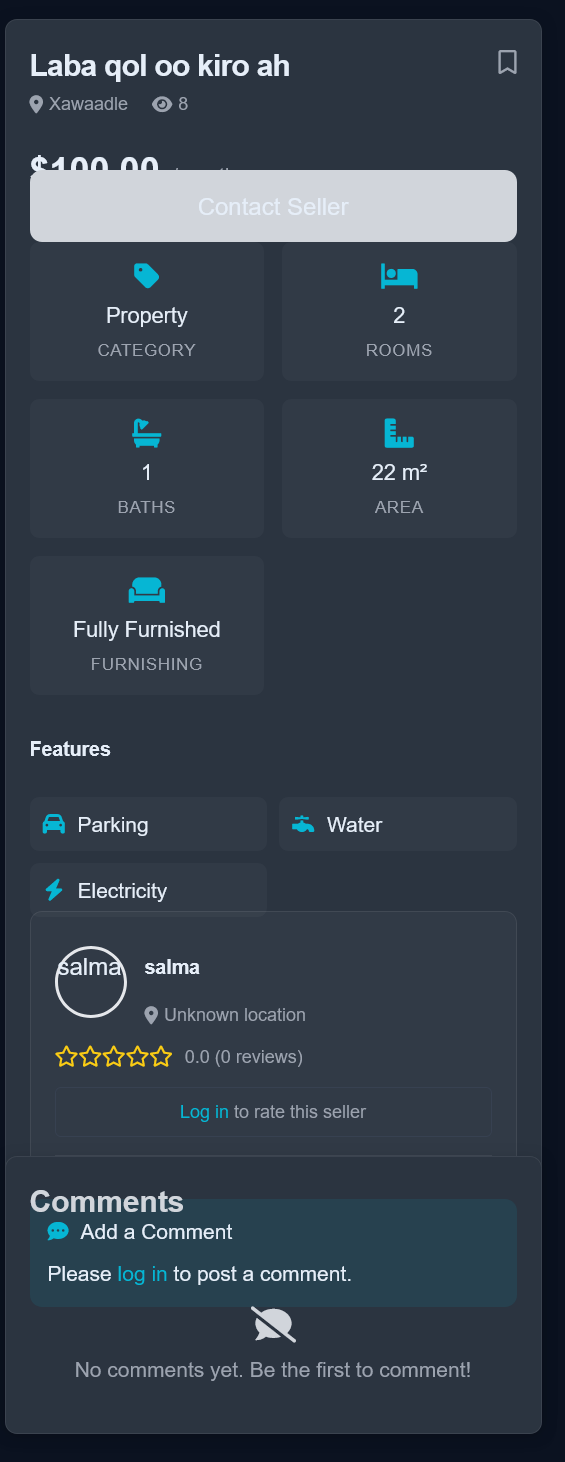 Laba qol oo kiro ah
Xawaadle 8
$100.00
Contact Seller
Property 2
CATEGORY ROOMS
1 22 m²
BATHS AREA
Fully Furnished
FURNISHING
Features
Parking Water
Electricity
salma salma
Unknown location
0.0 (0 reviews)
Log in to rate this seller
Comments
Add a Comment
Please log in to post a comment.
No comments yet. Be the first to comment!